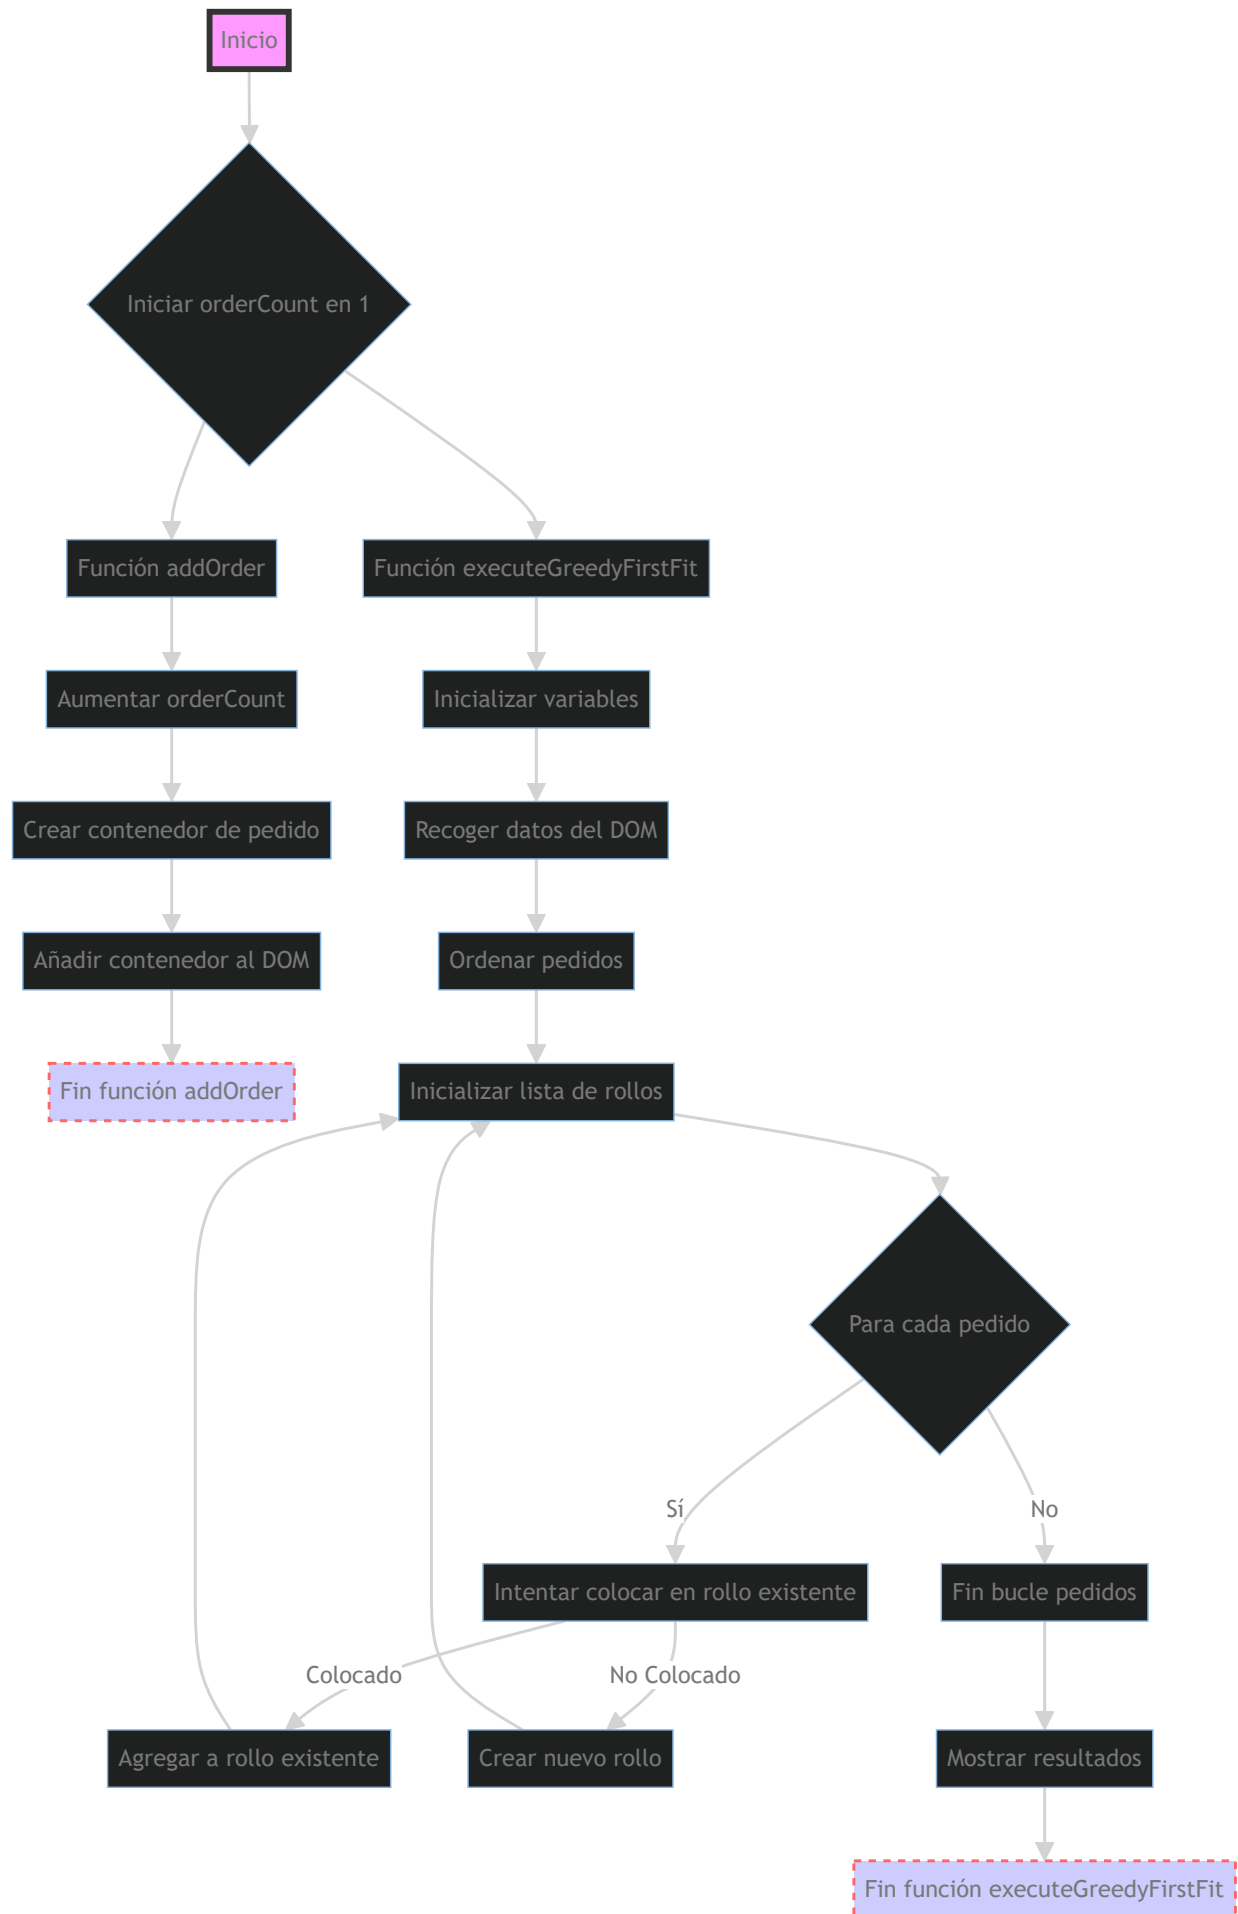 Inicio
Iniciar orderCount en 1
Función addOrder
Función executeGreedyFirstFit
Aumentar orderCount
Inicializar variables
Crear contenedor de pedido
Recoger datos del DOM
Añadir contenedor al DOM
Ordenar pedidos
Fin función addOrder
Inicializar lista de rollos
Para cada pedido
Sí
No
Intentar colocar en rollo existente
Fin bucle pedidos
Colocado
No Colocado
Agregar a rollo existente
Crear nuevo rollo
Mostrar resultados
Fin función executeGreedyFirstFit